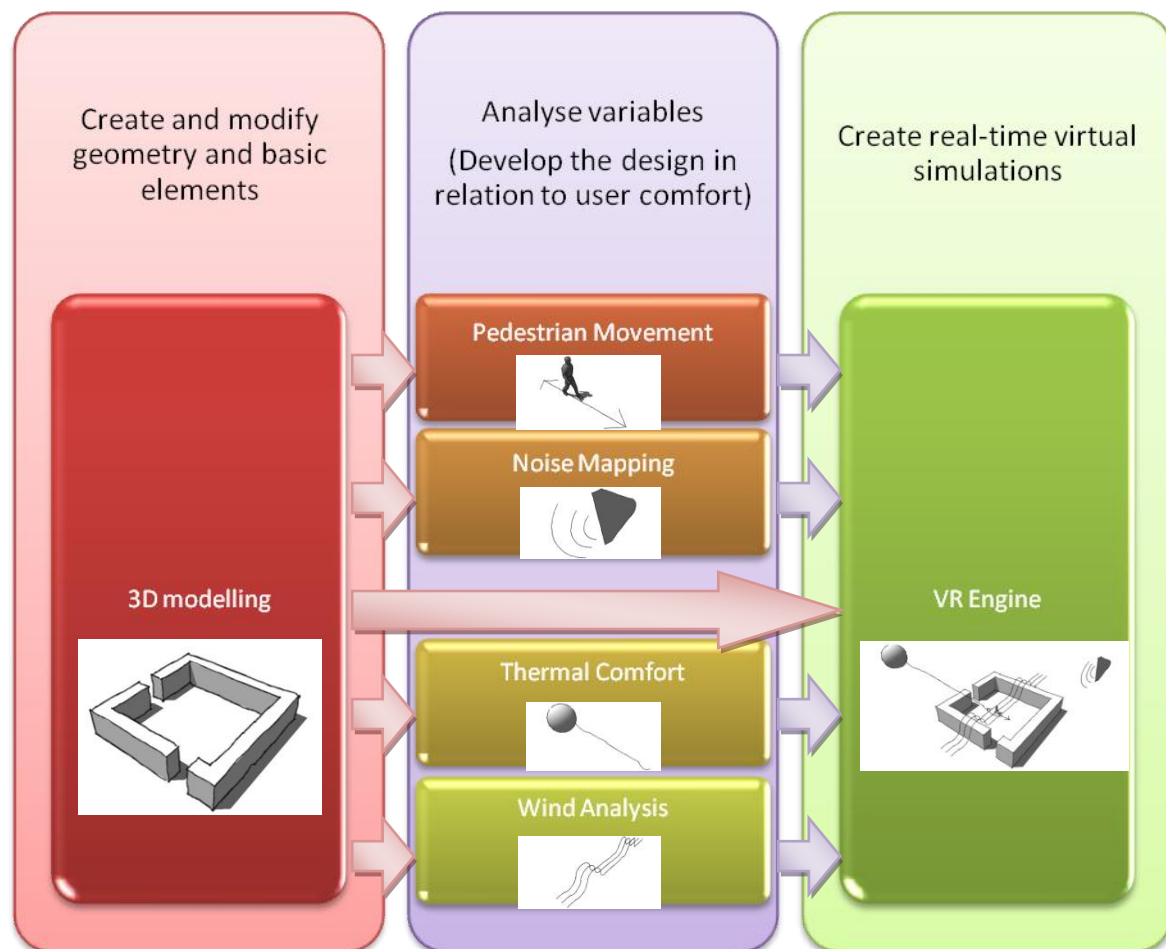 Create and modify
geometry and basic
elements
Analyse variables
(Develop the design in
relation to user comfort)
Create real-time virtual
simulations
3D modelling
Pedestrian Movement
Noise Mapping
Thermal Comfort
Wind Analysis
VR Engine